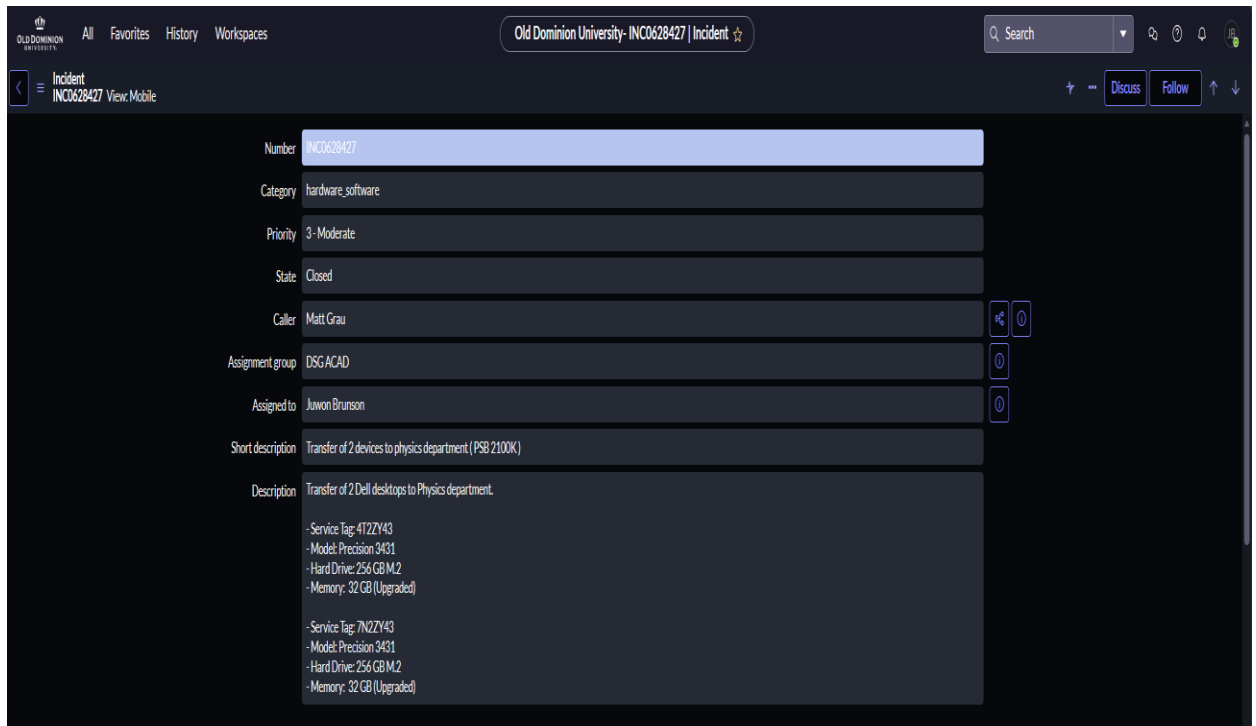 OLD DOMINION
UNIVERSITY
All Favorites History Workspaces
Old Dominion University- INC0628427 | Incident
Search
JB
Incident
INC0628427 View: Mobile
Discuss Follow
Number INC0628427
Category hardware_software
Priority 3 - Moderate
State Closed
Caller Matt Grau
Assignment group DSG ACAD
Assigned to Juwon Brunson
Short description Transfer of 2 devices to physics department ( PSB 2100K )
Description Transfer of 2 Dell desktops to Physics department.
- Service Tag: 4T2ZY43
- Model: Precision 3431
- Hard Drive: 256 GB M.2
- Memory: 32 GB (Upgraded)
- Service Tag: 7N2ZY43
- Model: Precision 3431
- Hard Drive: 256 GB M.2
- Memory: 32 GB (Upgraded)